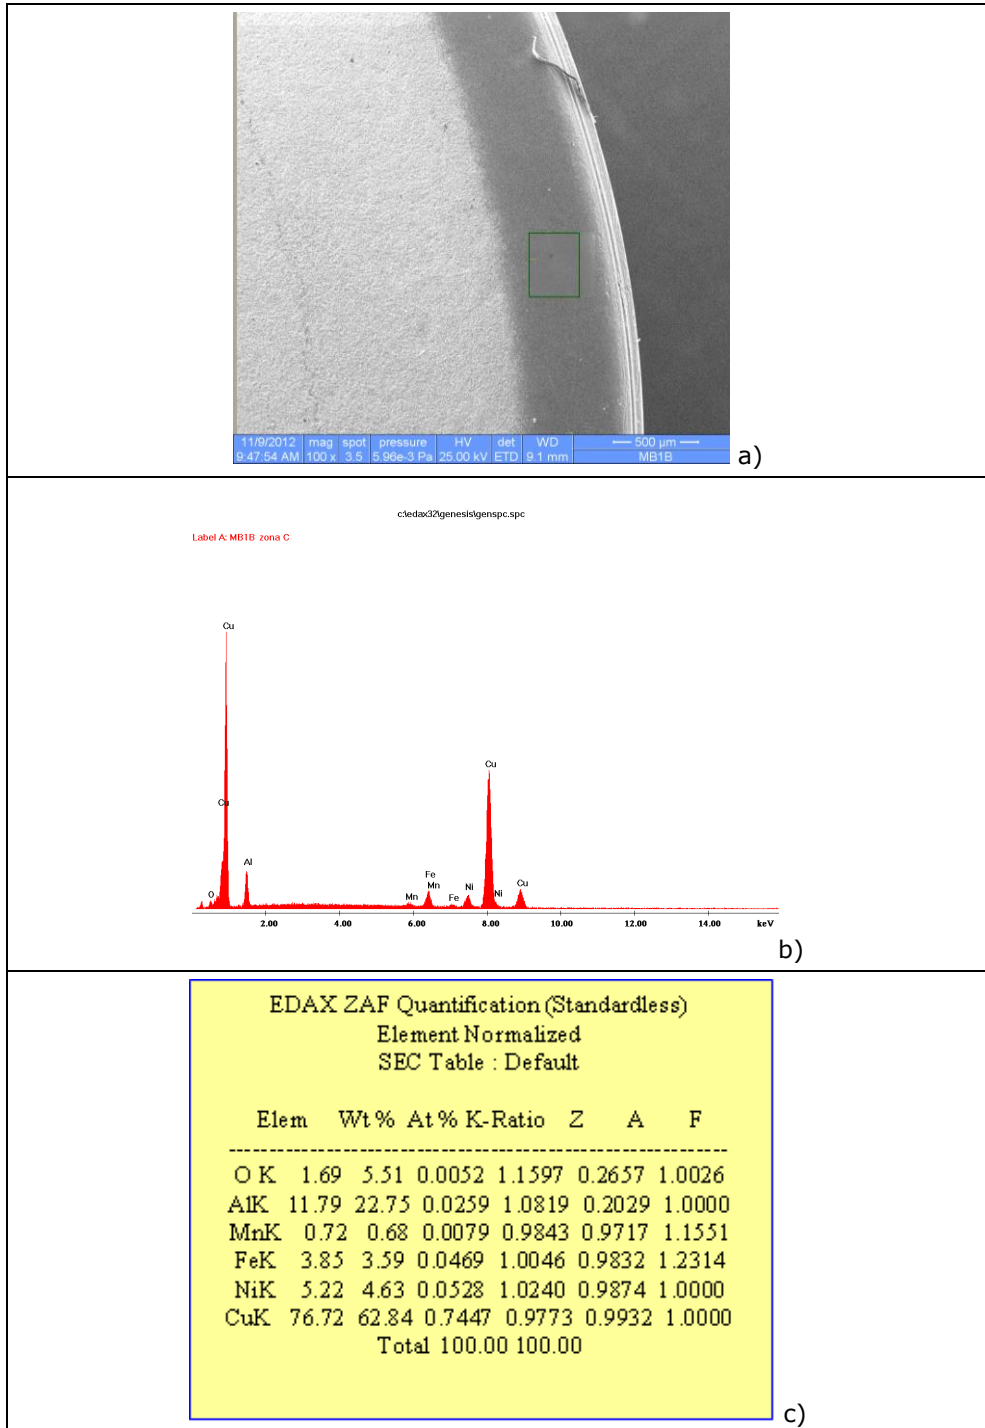 11/9/2012 mag spot pressure HV det WD ── 500 µm ──
9:47:54 AM 100 x 3.5 5.96e-3 Pa 25.00 kV ETD 9.1 mm MB1B
a)
c:\edax32\genesis\genspc.spc
Label A: MB1B zona C
Cu
Cu
Cu
Al
Fe
O Mn Mn Fe Ni Ni Cu
2.00 4.00 6.00 8.00 10.00 12.00 14.00 keV
b)
EDAX ZAF Quantification (Standardless)
Element Normalized
SEC Table : Default
Elem Wt % At % K-Ratio Z A F
-------------------------------------------------------------
O K 1.69 5.51 0.0052 1.1597 0.2657 1.0026
AlK 11.79 22.75 0.0259 1.0819 0.2029 1.0000
MnK 0.72 0.68 0.0079 0.9843 0.9717 1.1551
FeK 3.85 3.59 0.0469 1.0046 0.9832 1.2314
NiK 5.22 4.63 0.0528 1.0240 0.9874 1.0000
CuK 76.72 62.84 0.7447 0.9773 0.9932 1.0000
Total 100.00 100.00
c)